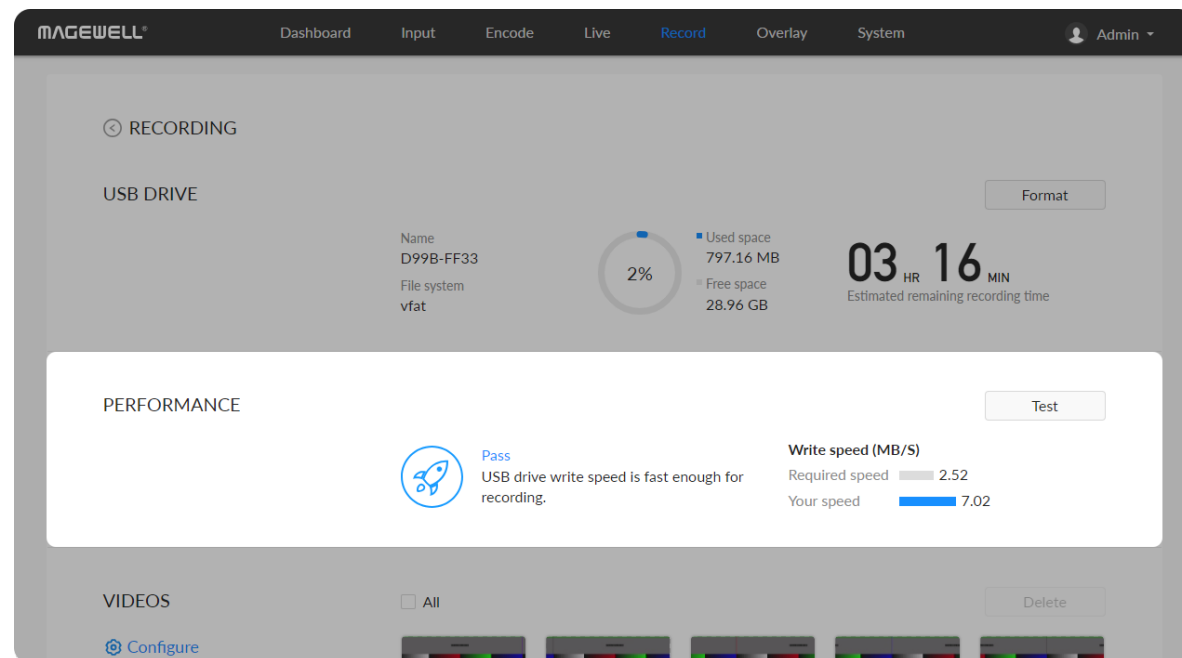 MAGEWELL®
Dashboard Input Encode Live Record Overlay System Admin
RECORDING
USB DRIVE
Format
Name
D99B-FF33
File system
vfat
2%
Used space
797.16 MB
Free space
28.96 GB
03 HR 16 MIN
Estimated remaining recording time
PERFORMANCE
Test
Pass
USB drive write speed is fast enough for
recording.
Write speed (MB/S)
Required speed 2.52
Your speed 7.02
VIDEOS
All
Delete
Configure